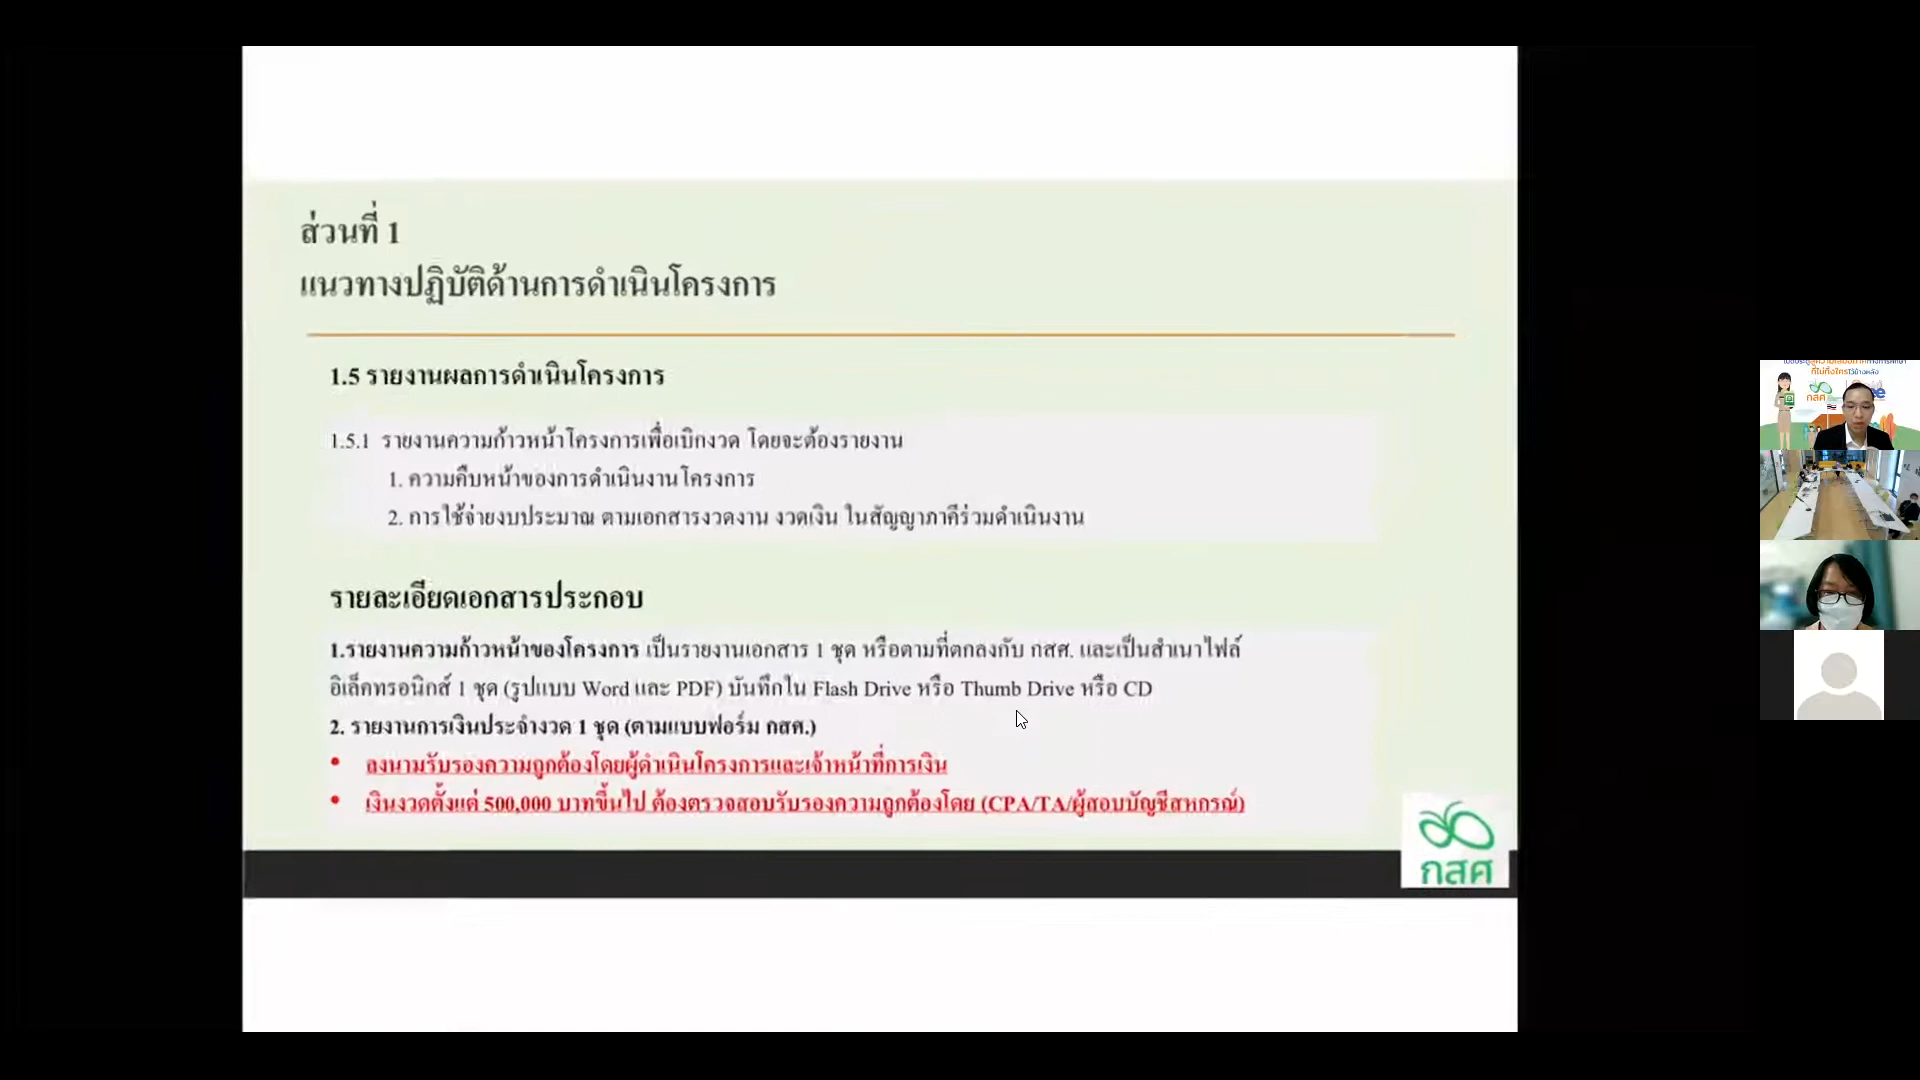 ส่วนที่ 1
แนวทางปฏิบัติด้านการดำเนินโครงการ
1.5 รายงานผลการดำเนินโครงการ
1.5.1 รายงานความก้าวหน้าโครงการเพื่อเบิกงวด โดยจะต้องรายงาน
1. ความคืบหน้าของการดำเนินงานโครงการ
2. การใช้จ่ายงบประมาณ ตามเอกสารงวดงาน งวดเงิน ในสัญญาภาคีร่วมดำเนินงาน
รายละเอียดเอกสารประกอบ
1.รายงานความก้าวหน้าของโครงการ เป็นรายงานเอกสาร 1 ชุด หรือตามที่ตกลงกับ กสศ. และเป็นสำเนาไฟล์
อิเล็คทรอนิกส์ 1 ชุด (รูปแบบ Word และ PDF) บันทึกใน Flash Drive หรือ Thumb Drive หรือ CD
2. รายงานการเงินประจำงวด 1 ชุด (ตามแบบฟอร์ม กสศ.)
• ลงนามรับรองความถูกต้องโดยผู้ดำเนินโครงการและเจ้าหน้าที่การเงิน
• เงินงวดตั้งแต่ 500,000 บาทขึ้นไป ต้องตรวจสอบรับรองความถูกต้องโดย (CPA/TA/ผู้สอบบัญชีสหกรณ์)
กสศ
ที่ไม่ทิ้งใครไว้ข้างหลัง
กสศ